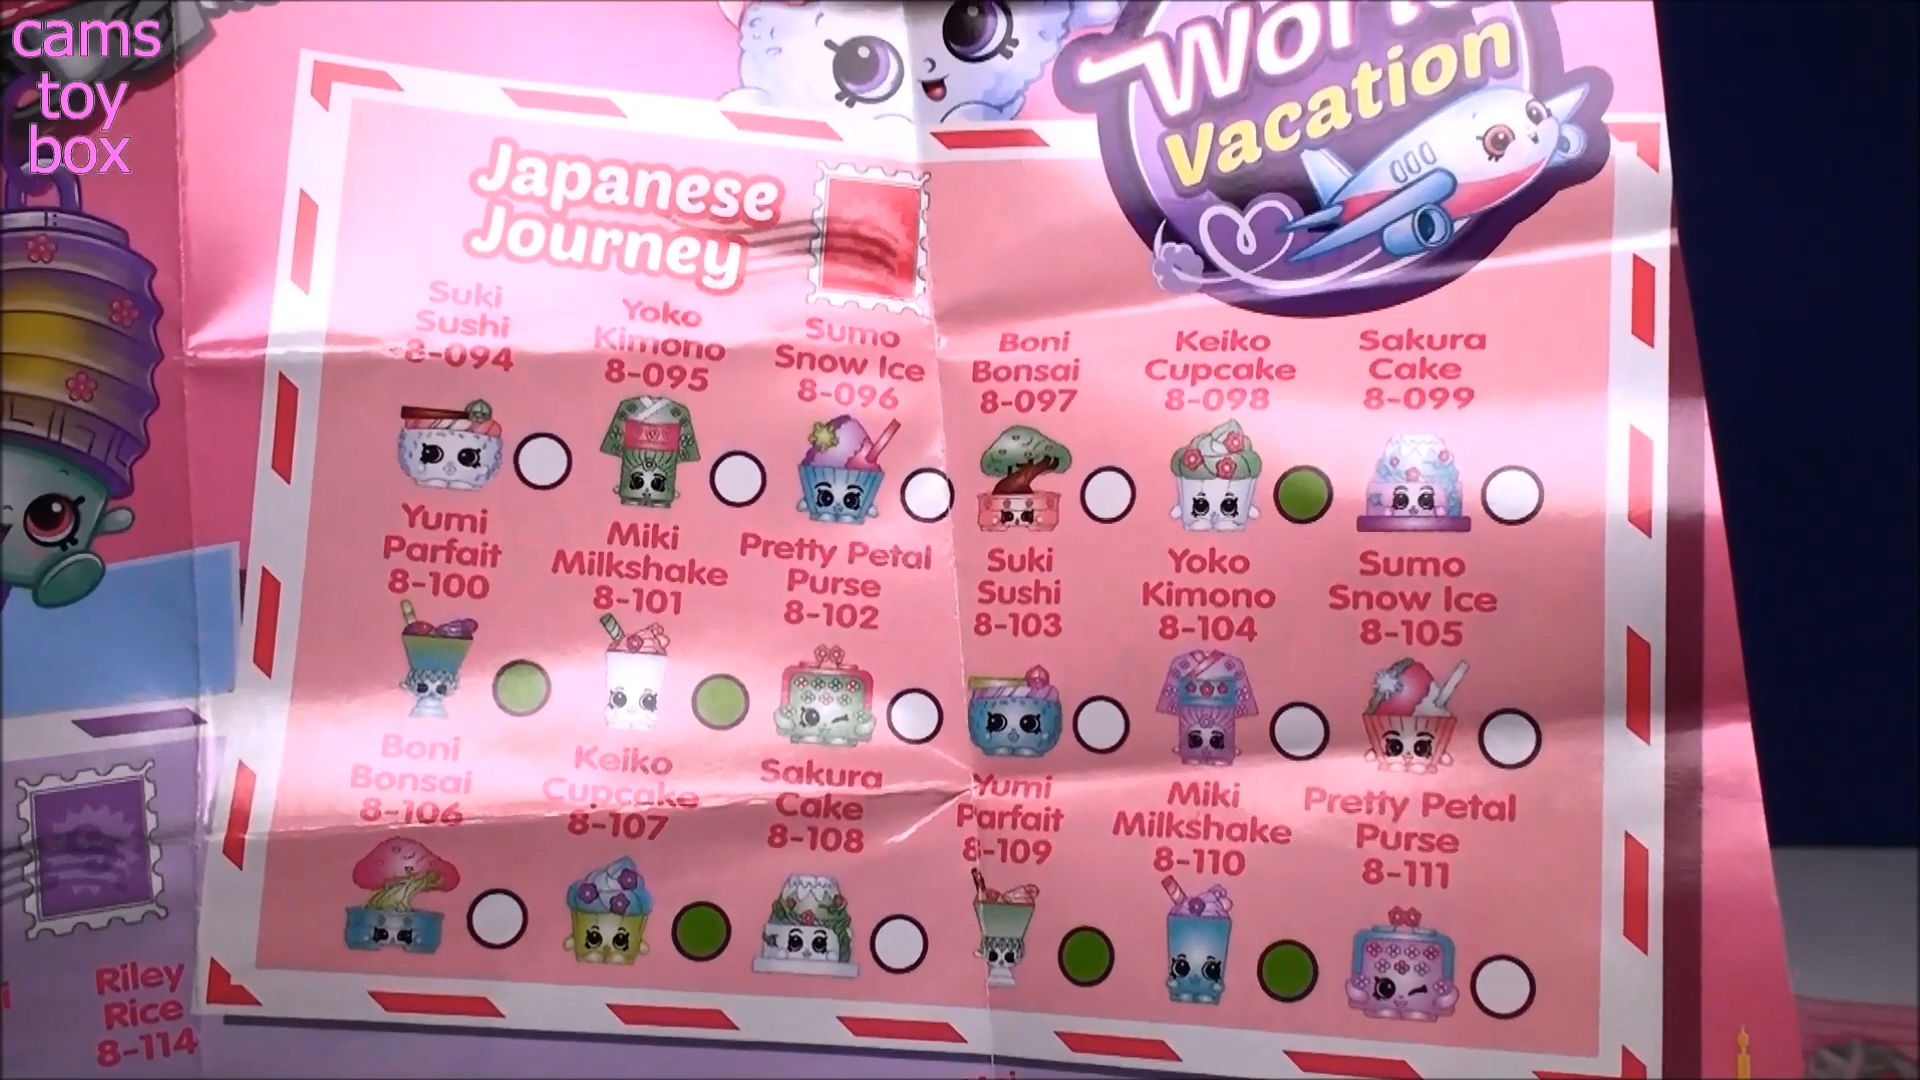 cams
toy
box
World
Vacation
Japanese
Journey
Suki
Sushi
8-094
Yoko
Kimono
8-095
Sumo
Snow Ice
8-096
Boni
Bonsai
8-097
Keiko
Cupcake
8-098
Sakura
Cake
8-099
Yumi
Parfait
8-100
Miki
Milkshake
8-101
Pretty Petal
Purse
8-102
Suki
Sushi
8-103
Yoko
Kimono
8-104
Sumo
Snow Ice
8-105
Boni
Bonsai
8-106
Keiko
Cupcake
8-107
Sakura
Cake
8-108
Yumi
Parfait
8-109
Miki
Milkshake
8-110
Pretty Petal
Purse
8-111
Riley
Rice
8-114